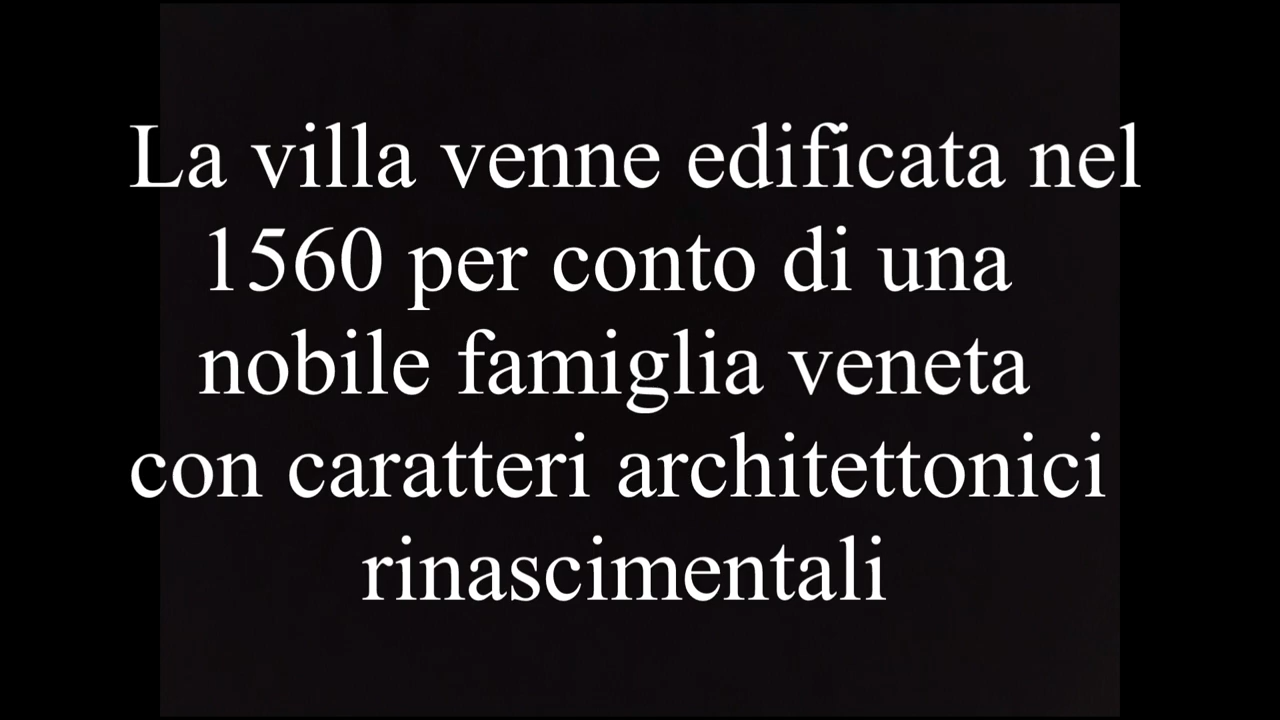 La villa venne edificata nel
1560 per conto di una
nobile famiglia veneta
con caratteri architettonici
rinascimentali